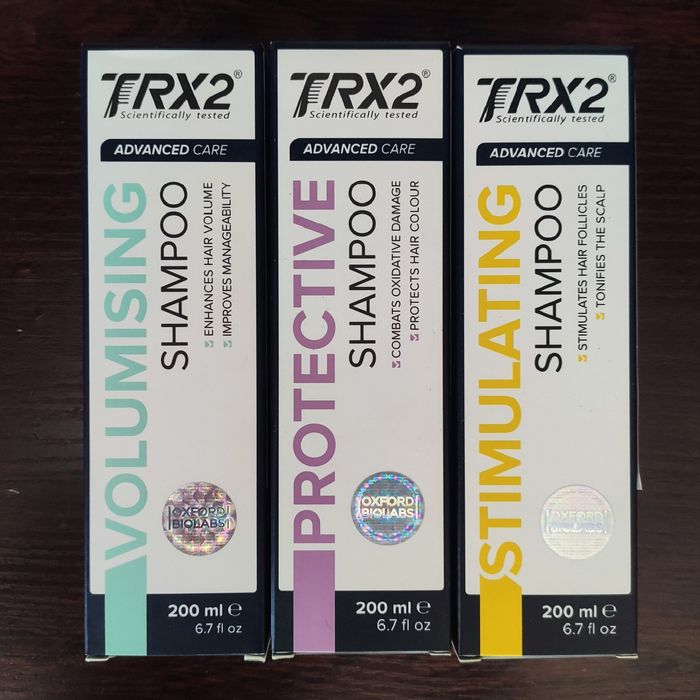 TRX2®
Scientifically tested
ADVANCED CARE
VOLUMISING
SHAMPOO
ENHANCES HAIR VOLUME
IMPROVES MANAGEABILITY
OXFORD
BIOLABS
200 ml ℮
6.7 fl oz
TRX2®
Scientifically tested
ADVANCED CARE
PROTECTIVE
SHAMPOO
COMBATS OXIDATIVE DAMAGE
PROTECTS HAIR COLOUR
OXFORD
BIOLABS
200 ml ℮
6.7 fl oz
TRX2®
Scientifically tested
ADVANCED CARE
STIMULATING
SHAMPOO
STIMULATES HAIR FOLLICLES
TONIFIES THE SCALP
OXFORD
BIOLABS
200 ml ℮
6.7 fl oz